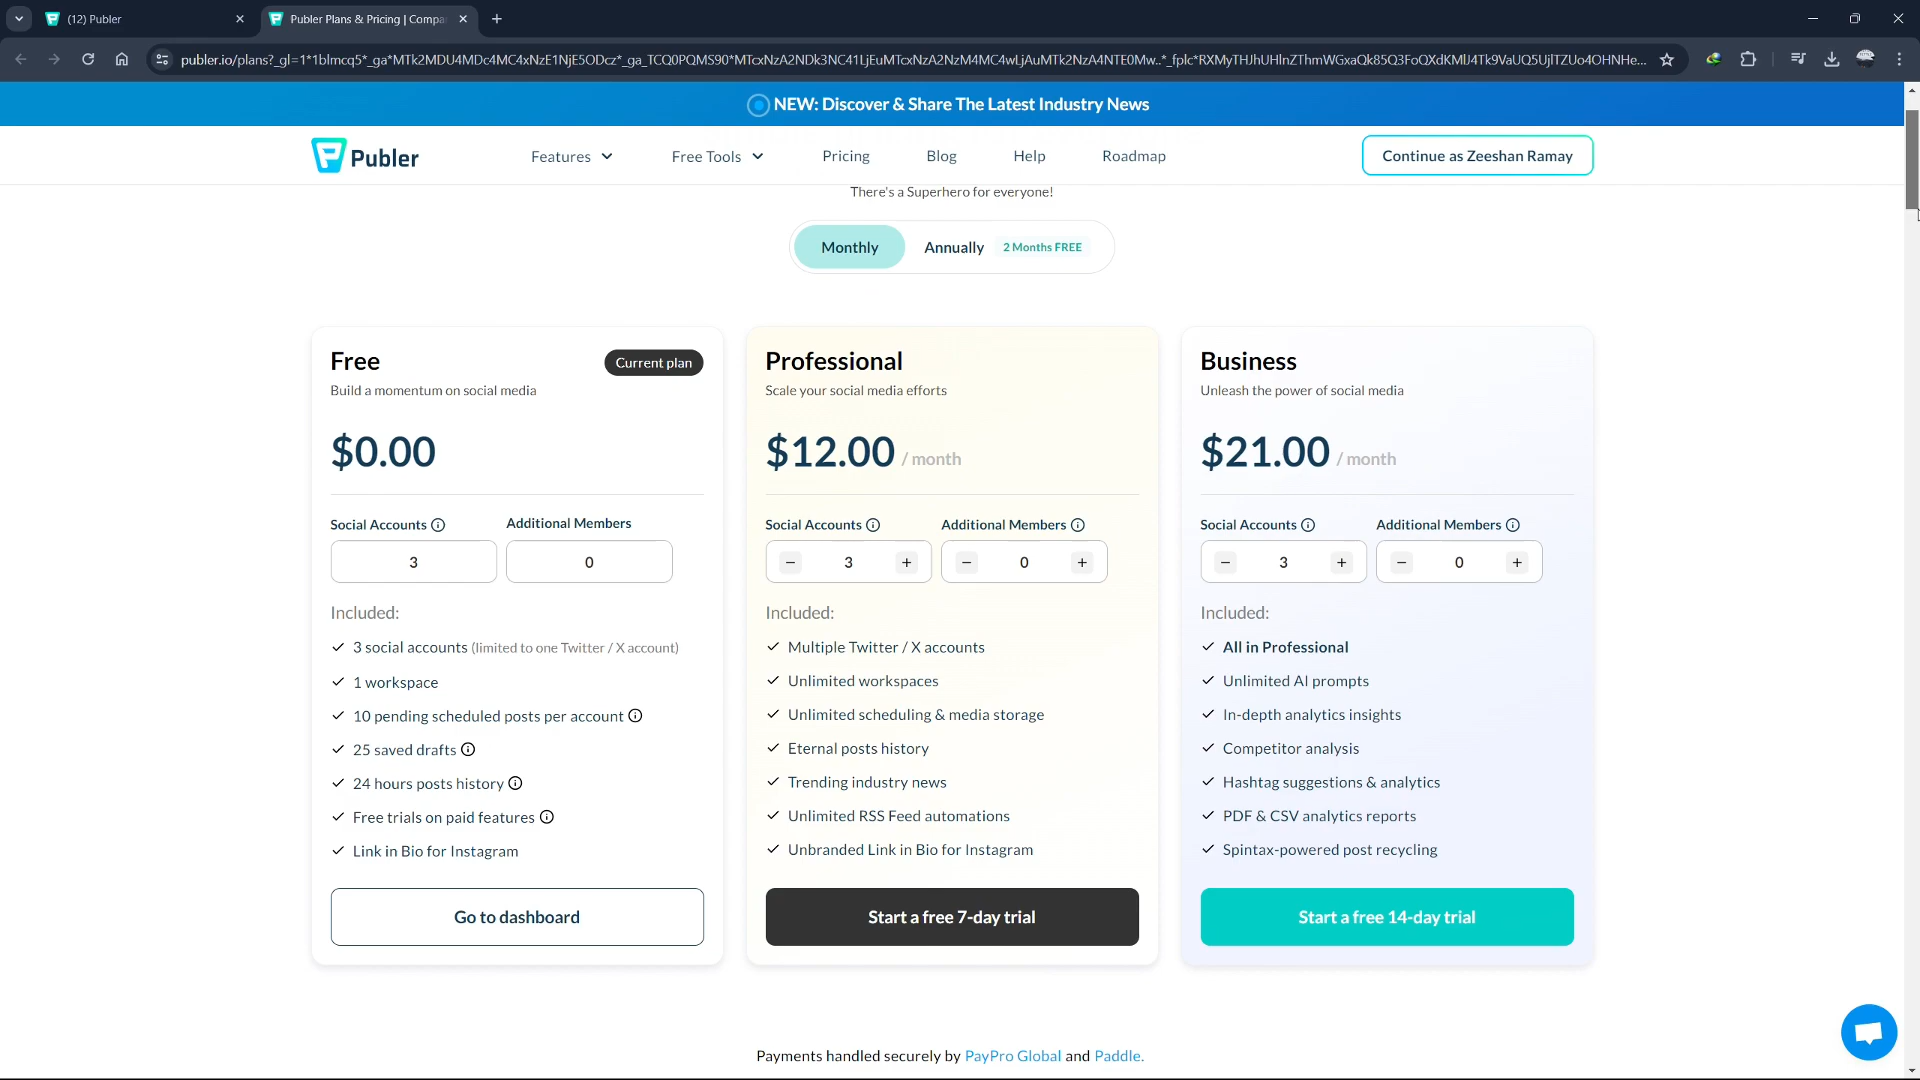 (12) Publer
Publer Plans & Pricing | Compa
publer.io/plans?_gl=1*1blmcq5*_ga*MTk2MDU4MDc4MC4xNzE1NjE5ODcz*_ga_TCQ0PQMS90*MTcxNzA2NDk3NC41LjEuMTcxNzA2NzM4MC4wLjAuMTk2NzA4NTE0Mw..*_fplc*
NEW: Discover & Share The Latest Industry News
Publer
Features
Free Tools
Pricing
Blog
Help
Roadmap
Continue as Zeeshan Ramay
There's a Superhero for everyone!
Monthly
Annually
2 Months FREE
Free
Current plan
Build a momentum on social media
$0.00
Social Accounts
Additional Members
3
0
Included:
3 social accounts (limited to one Twitter / X account)
1 workspace
10 pending scheduled posts per account
25 saved drafts
24 hours posts history
Free trials on paid features
Link in Bio for Instagram
Go to dashboard
Professional
Scale your social media efforts
$12.00 / month
Social Accounts
Additional Members
− 3 +
− 0 +
Included:
Multiple Twitter / X accounts
Unlimited workspaces
Unlimited scheduling & media storage
Eternal posts history
Trending industry news
Unlimited RSS Feed automations
Unbranded Link in Bio for Instagram
Start a free 7-day trial
Business
Unleash the power of social media
$21.00 / month
Social Accounts
Additional Members
− 3 +
− 0 +
Included:
All in Professional
Unlimited AI prompts
In-depth analytics insights
Competitor analysis
Hashtag suggestions & analytics
PDF & CSV analytics reports
Spintax-powered post recycling
Start a free 14-day trial
Payments handled securely by PayPro Global and Paddle.